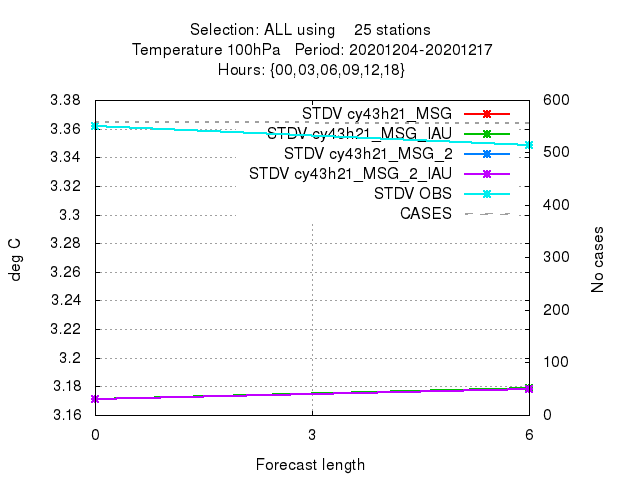 Selection: ALL using    25 stations
Temperature 100hPa   Period: 20201204-20201217
Hours: {00,03,06,09,12,18}
3.38
3.36
3.34
3.32
3.3
3.28
3.26
3.24
3.22
3.2
3.18
3.16
deg C
STDV cy43h21_MSG
STDV cy43h21_MSG_IAU
STDV cy43h21_MSG_2
STDV cy43h21_MSG_2_IAU
STDV OBS
CASES
600
500
400
300
200
100
0
No cases
0 3 6
Forecast length